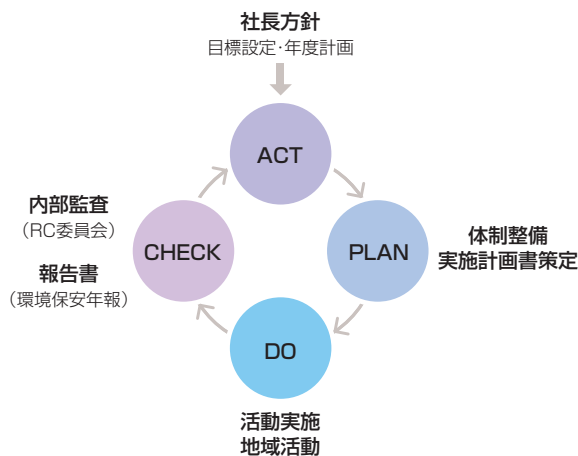 社長方針
目標設定・年度計画
ACT
PLAN
体制整備
実施計画書策定
DO
活動実施
地域活動
CHECK
内部監査
（RC委員会）
報告書
（環境保安年報）